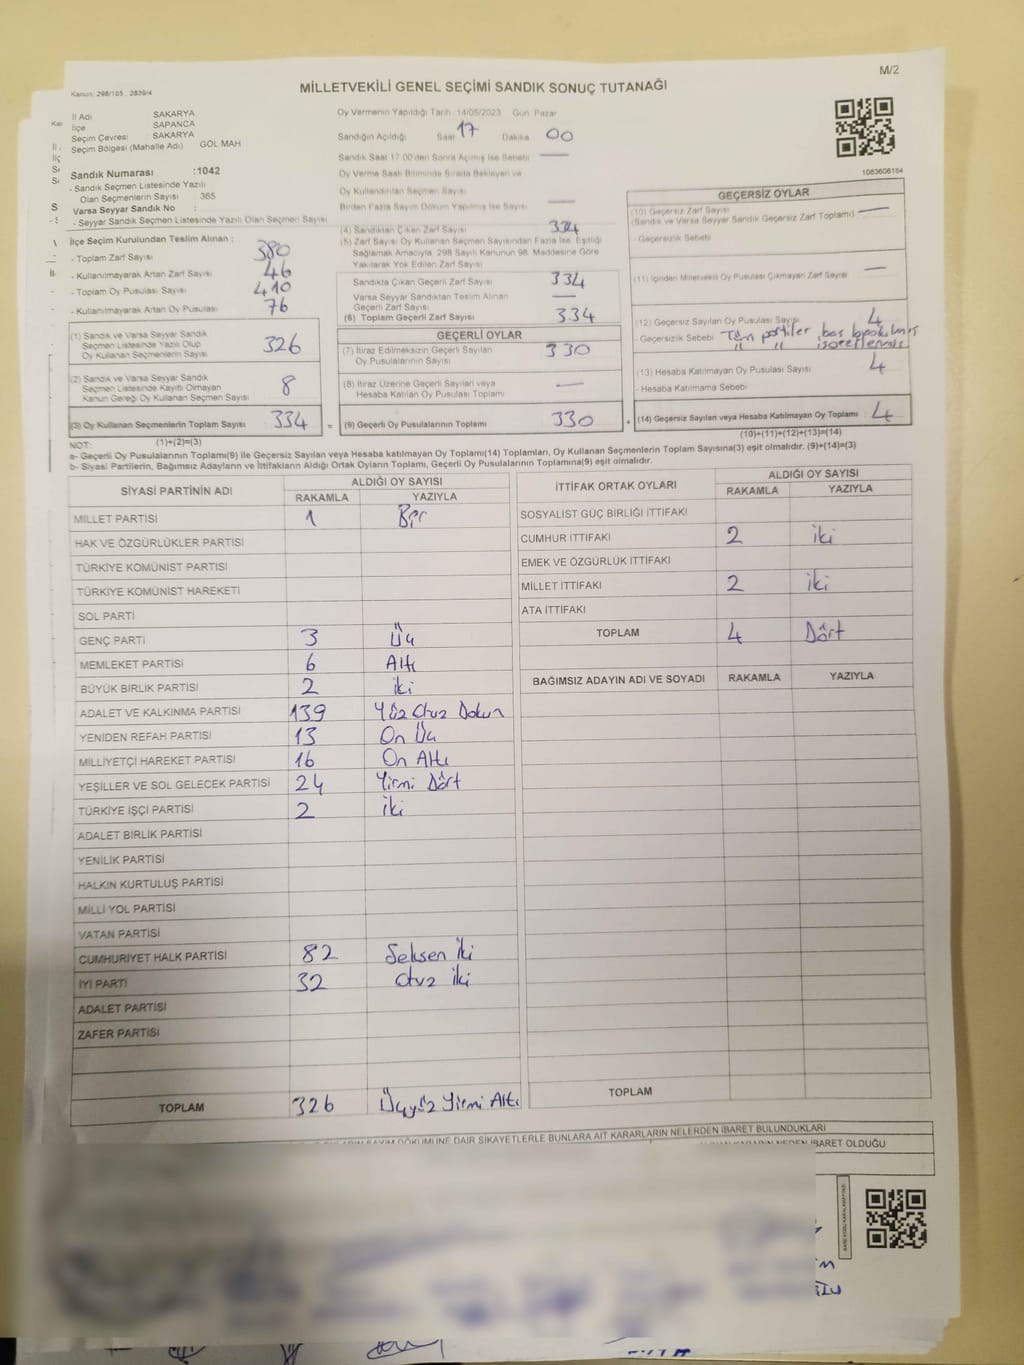 M/2
Kanun: 298/105 , 2839/4
MİLLETVEKİLİ GENEL SEÇİMİ SANDIK SONUÇ TUTANAĞI
İl Adı SAKARYA
İlçe SAPANCA
Seçim Çevresi SAKARYA
Seçim Bölgesi (Mahalle Adı) GÖL MAH.
Sandık Numarası :1042
- Sandık Seçmen Listesinde Yazılı
Olan Seçmenlerin Sayısı 365
Varsa Seyyar Sandık No :
- Seyyar Sandık Seçmen Listesinde Yazılı Olan Seçmen Sayısı
Oy Vermenin Yapıldığı Tarih 14/05/2023 Gün Pazar
Sandığın Açıldığı Saat 17 Dakika 00
Sandık Saat 17.00'den Sonra Açılmış İse Sebebi —
Oy Verme Saati Bitiminde Sırada Bekleyen ve
Oy Kullandırılan Seçmen Sayısı
Birden Fazla Sayım Döküm Yapılmış İse Sayısı —
1083608184
İlçe Seçim Kurulundan Teslim Alınan :
- Toplam Zarf Sayısı 380
- Kullanılmayarak Artan Zarf Sayısı 46
- Toplam Oy Pusulası Sayısı 410
- Kullanılmayarak Artan Oy Pusulası 76
(1) Sandık ve Varsa Seyyar Sandık
Seçmen Listesinde Yazılı Olup
Oy Kullanan Seçmenlerin Sayısı 326
(2) Sandık ve Varsa Seyyar Sandık
Seçmen Listesinde Kayıtlı Olmayan
Kanun Gereği Oy Kullanan Seçmen Sayısı 8
(3) Oy Kullanan Seçmenlerin Toplam Sayısı 334 =
(4) Sandıktan Çıkan Zarf Sayısı 334
(5) Zarf Sayısı Oy Kullanan Seçmen Sayısından Fazla İse, Eşitliği
Sağlamak Amacıyla, 298 Sayılı Kanunun 98. Maddesine Göre
Yakılarak Yok Edilen Zarf Sayısı
Sandıkta Çıkan Geçerli Zarf Sayısı 334
Varsa Seyyar Sandıktan Teslim Alınan
Geçerli Zarf Sayısı —
(6) Toplam Geçerli Zarf Sayısı 334
GEÇERLİ OYLAR
(7) İtiraz Edilmeksizin Geçerli Sayılan
Oy Pusulasının Sayısı 330
(8) İtiraz Üzerine Geçerli Sayılan veya
Hesaba Katılan Oy Pusulası Toplamı —
(9) Geçerli Oy Pusulalarının Toplamı 330 +
GEÇERSİZ OYLAR
(10) Geçersiz Zarf Sayısı
(Sandık ve Varsa Seyyar Sandık Geçersiz Zarf Toplamı) —
- Geçersizlik Sebebi
(11) İçinden Milletvekili Oy Pusulası Çıkmayan Zarf Sayısı —
(12) Geçersiz Sayılan Oy Pusulası Sayısı 4
- Geçersizlik Sebebi Tüm partiler boş
(13) Hesaba Katılmayan Oy Pusulası Sayısı 4
- Hesaba Katılmama Sebebi
(14) Geçersiz Sayılan veya Hesaba Katılmayan Oy Toplamı 4
NOT: (1)+(2)=(3) (10)+(11)+(12)+(13)=(14)
a- Geçerli Oy Pusulalarının Toplamı(9) ile Geçersiz Sayılan veya Hesaba katılmayan Oy Toplamı(14) Toplamları, Oy Kullanan Seçmenlerin Toplam Sayısına(3) eşit olmalıdır. (9)+(14)=(3)
b- Siyasi Partilerin, Bağımsız Adayların ve İttifakların Aldığı Ortak Oyların Toplamı, Geçerli Oy Pusulalarının Toplamına(9) eşit olmalıdır.
SİYASİ PARTİNİN ADI ALDIĞI OY SAYISI
RAKAMLA YAZIYLA
MİLLET PARTİSİ 1 Bir
HAK VE ÖZGÜRLÜKLER PARTİSİ
TÜRKİYE KOMÜNİST PARTİSİ
TÜRKİYE KOMÜNİST HAREKETİ
SOL PARTİ
GENÇ PARTİ 3 Üç
MEMLEKET PARTİSİ 6 Altı
BÜYÜK BİRLİK PARTİSİ 2 iki
ADALET VE KALKINMA PARTİSİ 139 Yüz Otuz Dokuz
YENİDEN REFAH PARTİSİ 13 On Üç
MİLLİYETÇİ HAREKET PARTİSİ 16 On Altı
YEŞİLLER VE SOL GELECEK PARTİSİ 24 Yirmi Dört
TÜRKİYE İŞÇİ PARTİSİ 2 iki
ADALET BİRLİK PARTİSİ
YENİLİK PARTİSİ
HALKIN KURTULUŞ PARTİSİ
MİLLİ YOL PARTİSİ
VATAN PARTİSİ
CUMHURİYET HALK PARTİSİ 82 Seksen iki
İYİ PARTİ 32 Otuz iki
ADALET PARTİSİ
ZAFER PARTİSİ
TOPLAM 326 Üçyüz Yirmi Altı
İTTİFAK ORTAK OYLARI ALDIĞI OY SAYISI
RAKAMLA YAZIYLA
SOSYALİST GÜÇ BİRLİĞİ İTTİFAKI
CUMHUR İTTİFAKI 2 iki
EMEK VE ÖZGÜRLÜK İTTİFAKI
MİLLET İTTİFAKI 2 iki
ATA İTTİFAKI
TOPLAM 4 Dört
BAĞIMSIZ ADAYIN ADI VE SOYADI RAKAMLA YAZIYLA
TOPLAM
SAYIM DÖKÜMÜNE DAİR ŞİKAYETLERLE BUNLARA AİT KARARLARIN NELERDEN İBARET BULUNDUKLARI
KARARIN NEDEN İBARET OLDUĞU